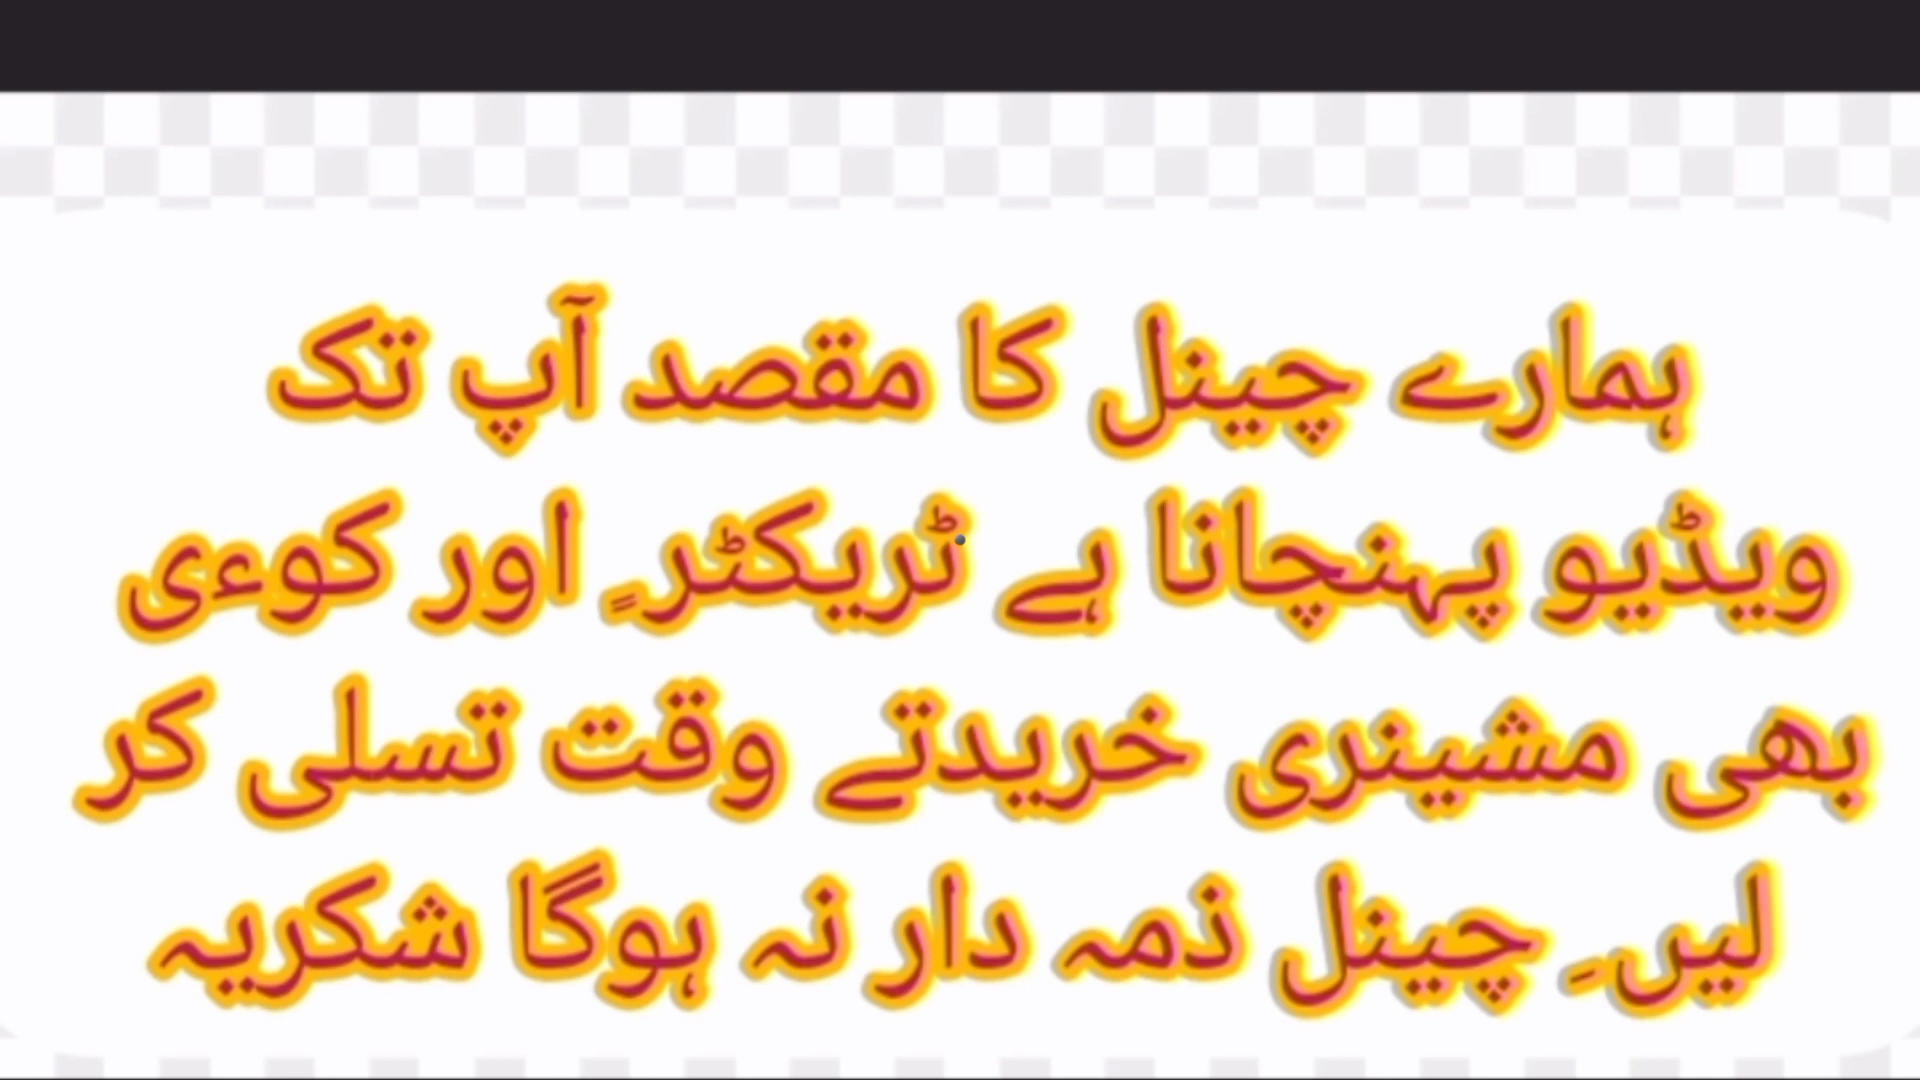 ہمارے چینل کا مقصد آپ تک
ویڈیو پہنچانا ہے ٹریکٹر ٍ اور کوءی
بھی مشینری خریدتے وقت تسلی کر
لیں ِ چینل ذمہ دار نہ ہوگا شکریہ